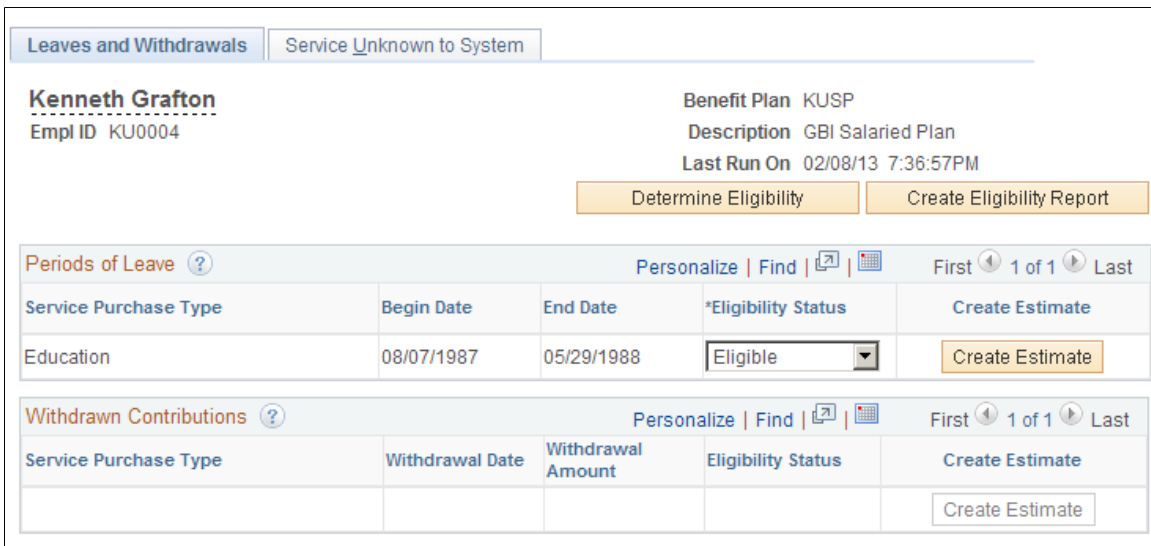 Leaves and Withdrawals Service Unknown to System
Kenneth Grafton
Empl ID KU0004
Benefit Plan KUSP
Description GBI Salaried Plan
Last Run On 02/08/13 7:36:57PM
Determine Eligibility Create Eligibility Report
Periods of Leave ? Personalize | Find | | First 1 of 1 Last
Service Purchase Type Begin Date End Date *Eligibility Status Create Estimate
Education 08/07/1987 05/29/1988 Eligible Create Estimate
Withdrawn Contributions ? Personalize | Find | | First 1 of 1 Last
Service Purchase Type Withdrawal Date Withdrawal Amount Eligibility Status Create Estimate
Create Estimate